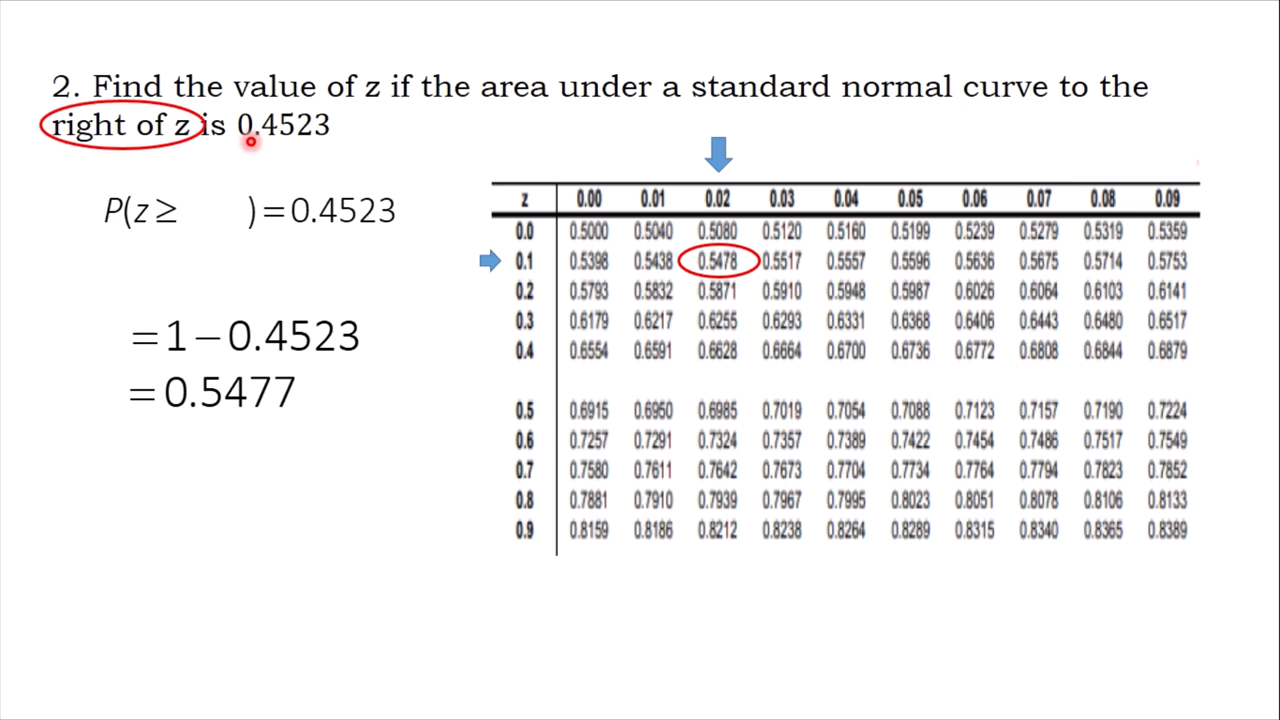 2. Find the value of z if the area under a standard normal curve to the
right of z is 0.4523
P(z ≥ ) = 0.4523
= 1 − 0.4523
= 0.5477
z 0.00 0.01 0.02 0.03 0.04 0.05 0.06 0.07 0.08 0.09
0.0 0.5000 0.5040 0.5080 0.5120 0.5160 0.5199 0.5239 0.5279 0.5319 0.5359
0.1 0.5398 0.5438 0.5478 0.5517 0.5557 0.5596 0.5636 0.5675 0.5714 0.5753
0.2 0.5793 0.5832 0.5871 0.5910 0.5948 0.5987 0.6026 0.6064 0.6103 0.6141
0.3 0.6179 0.6217 0.6255 0.6293 0.6331 0.6368 0.6406 0.6443 0.6480 0.6517
0.4 0.6554 0.6591 0.6628 0.6664 0.6700 0.6736 0.6772 0.6808 0.6844 0.6879
0.5 0.6915 0.6950 0.6985 0.7019 0.7054 0.7088 0.7123 0.7157 0.7190 0.7224
0.6 0.7257 0.7291 0.7324 0.7357 0.7389 0.7422 0.7454 0.7486 0.7517 0.7549
0.7 0.7580 0.7611 0.7642 0.7673 0.7704 0.7734 0.7764 0.7794 0.7823 0.7852
0.8 0.7881 0.7910 0.7939 0.7967 0.7995 0.8023 0.8051 0.8078 0.8106 0.8133
0.9 0.8159 0.8186 0.8212 0.8238 0.8264 0.8289 0.8315 0.8340 0.8365 0.8389